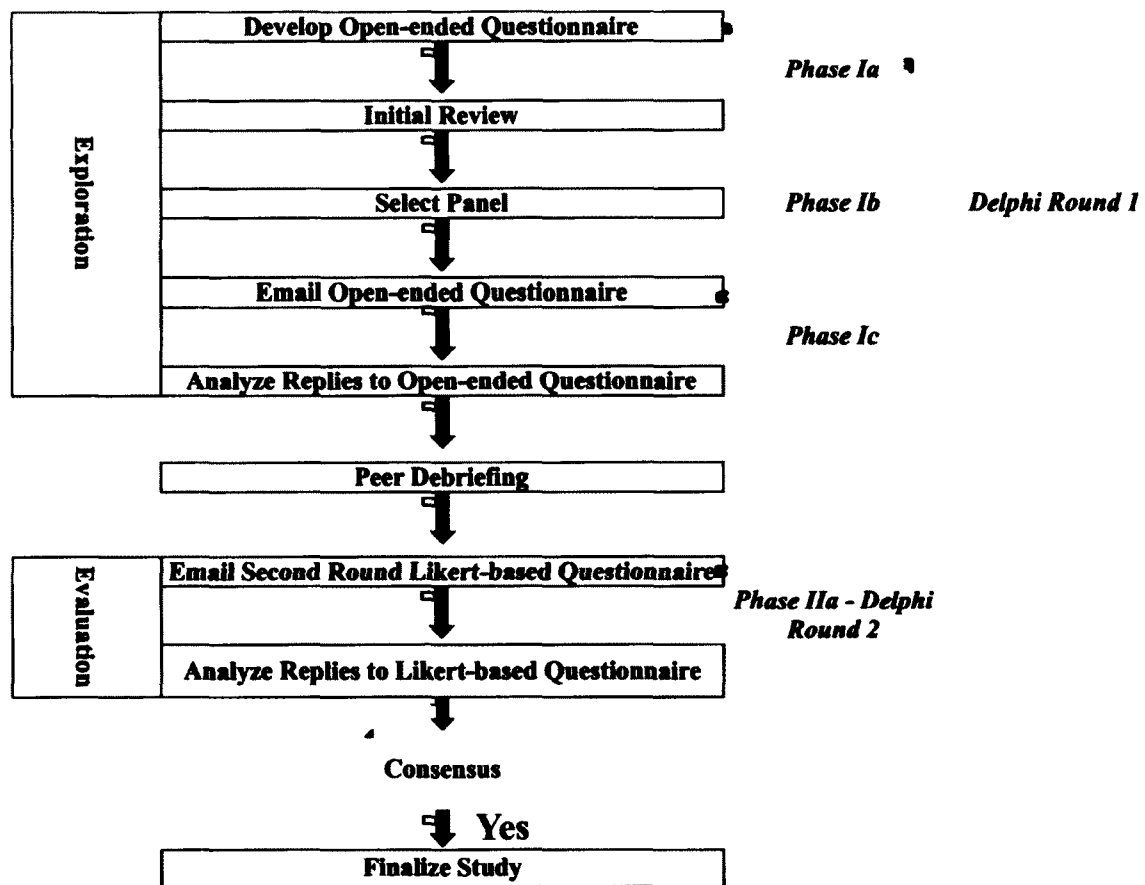 Develop Open-ended Questionnaire
Phase Ia
Initial Review
Exploration
Select Panel
Phase Ib
Delphi Round 1
Email Open-ended Questionnaire
Phase Ic
Analyze Replies to Open-ended Questionnaire
Peer Debriefing
Evaluation
Email Second Round Likert-based Questionnaire
Phase IIa - Delphi
Round 2
Analyze Replies to Likert-based Questionnaire
Consensus
Yes
Finalize Study